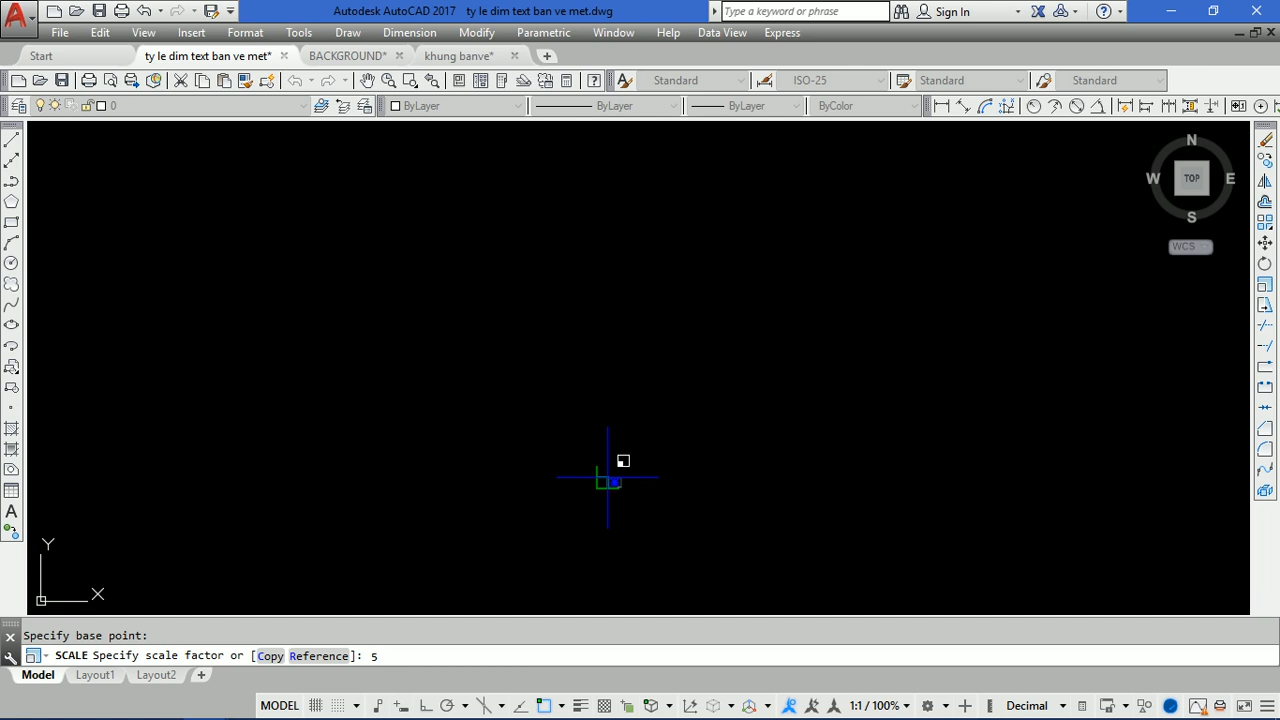 Autodesk AutoCAD 2017 ty le dim text ban ve met.dwg
Type a keyword or phrase
Sign In
File Edit View Insert Format Tools Draw Dimension Modify Parametric Window Help Data View Express
Start ty le dim text ban ve met* BACKGROUND* khung banve*
Standard ISO-25 Standard Standard
0 ByLayer ByLayer ByLayer ByColor
N
W TOP E
S
WCS
Y
X
Specify base point:
SCALE Specify scale factor or [Copy Reference]: 5
Model Layout1 Layout2
MODEL 1:1 / 100% Decimal